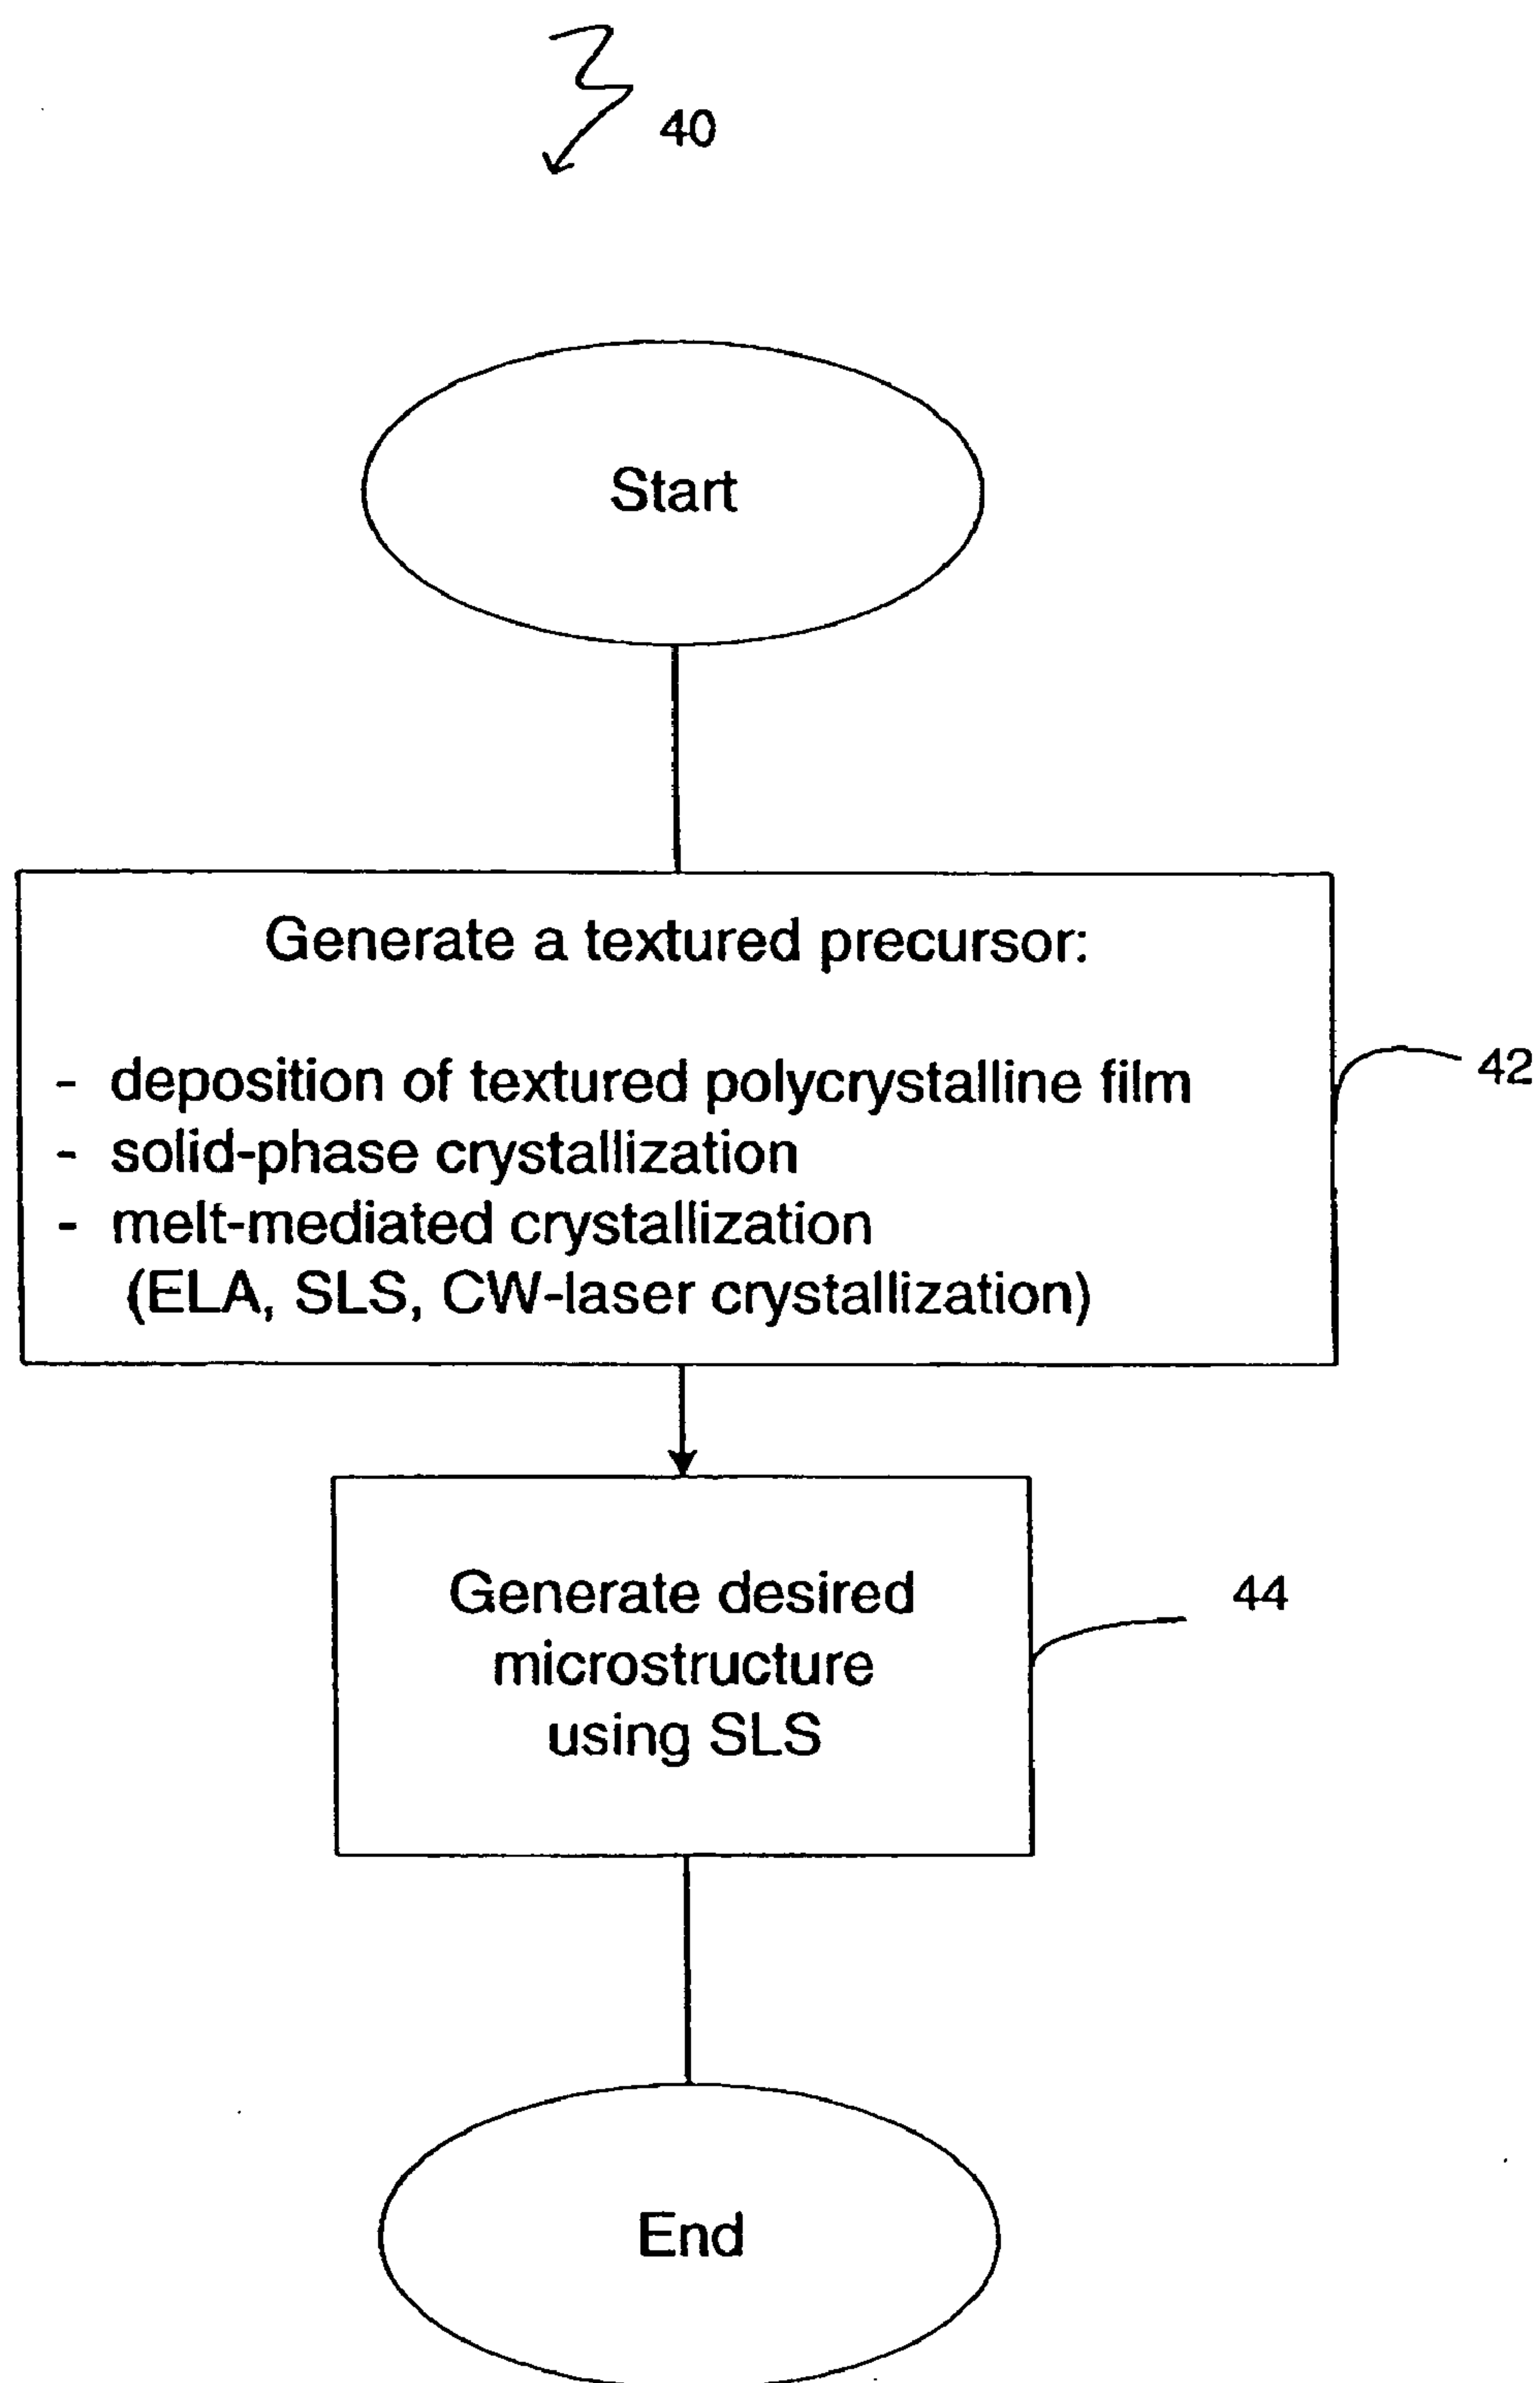 40
Start
Generate a textured precursor:
- deposition of textured polycrystalline film
42
- solid-phase crystallization
- melt-mediated crystallization
(ELA, SLS, CW-laser crystallization)
Generate desired
44
microstructure
using SLS
End